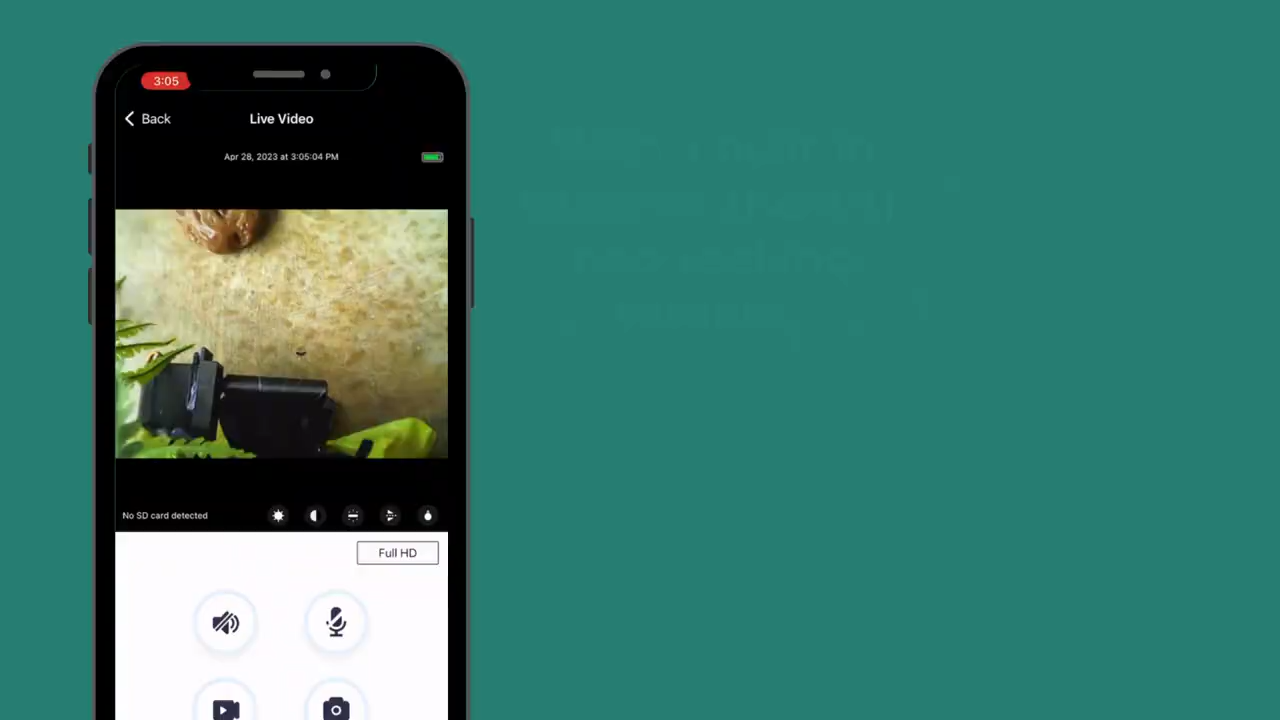 3:05
Back
Live Video
Apr 28, 2023 at 3:05:04 PM
No SD card detected
Full HD